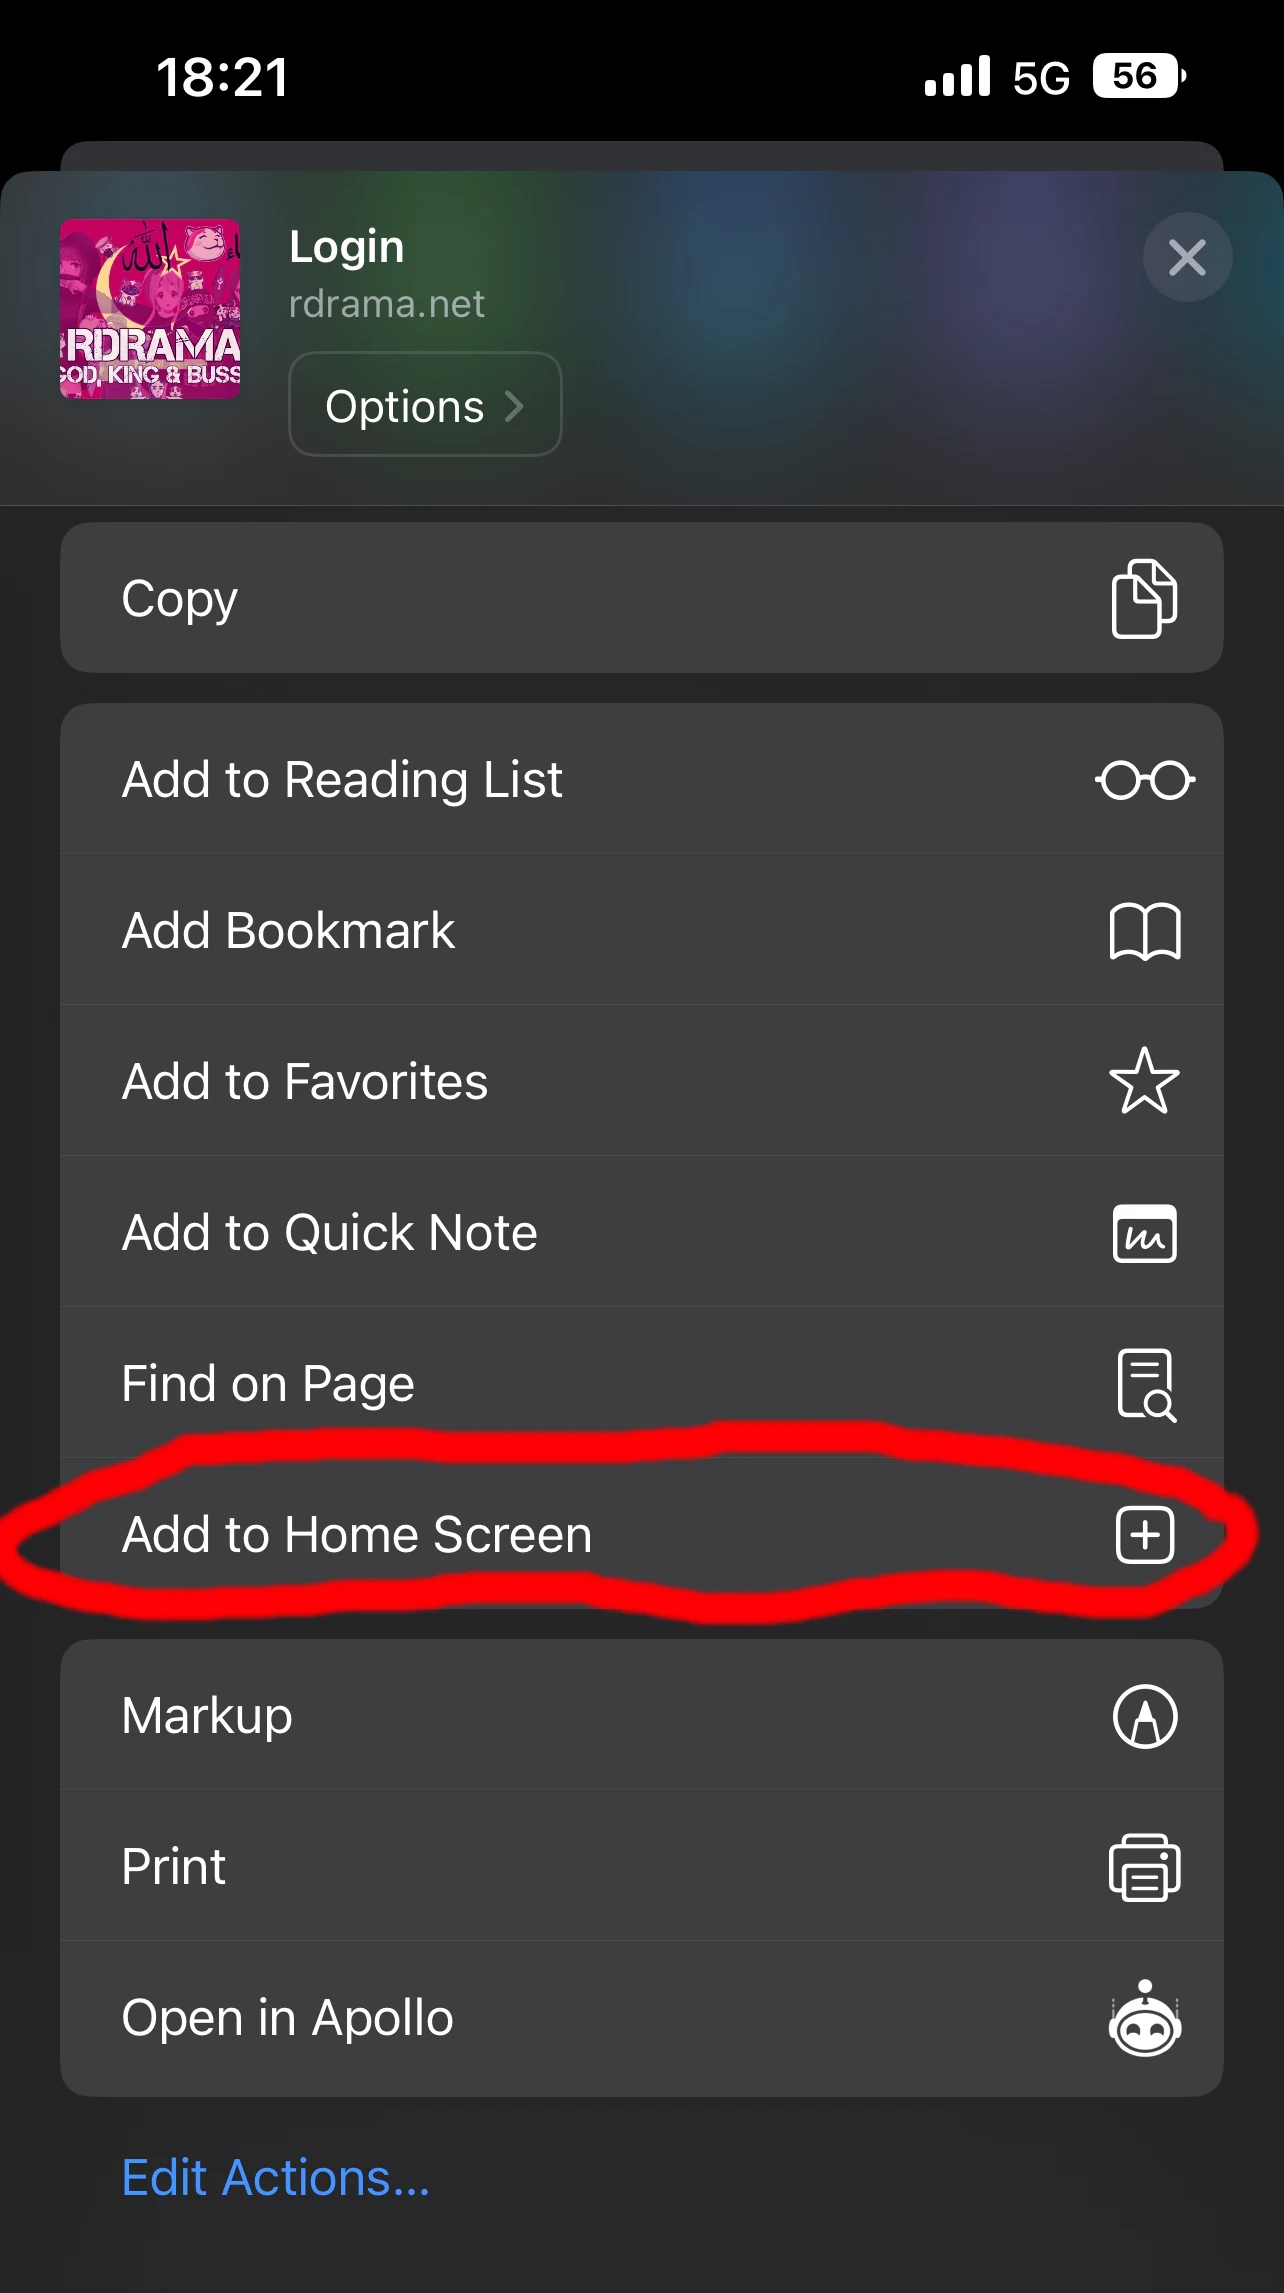 18:21
5G
56
الله
RDRAMA
GOD, KING & BUSS
Login
rdrama.net
Options
Copy
Add to Reading List
Add Bookmark
Add to Favorites
Add to Quick Note
Find on Page
Add to Home Screen
Markup
Print
Open in Apollo
Edit Actions...